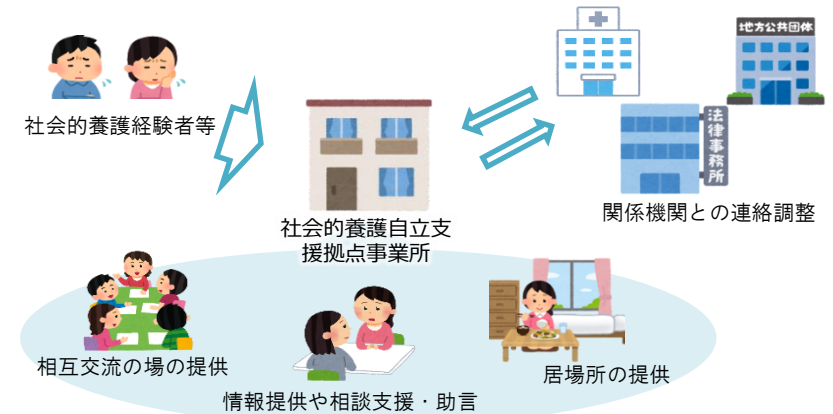 地方公共団体
法律事務所
社会的養護経験者等
関係機関との連絡調整
社会的養護自立支
援拠点事業所
相互交流の場の提供
居場所の提供
情報提供や相談支援・助言